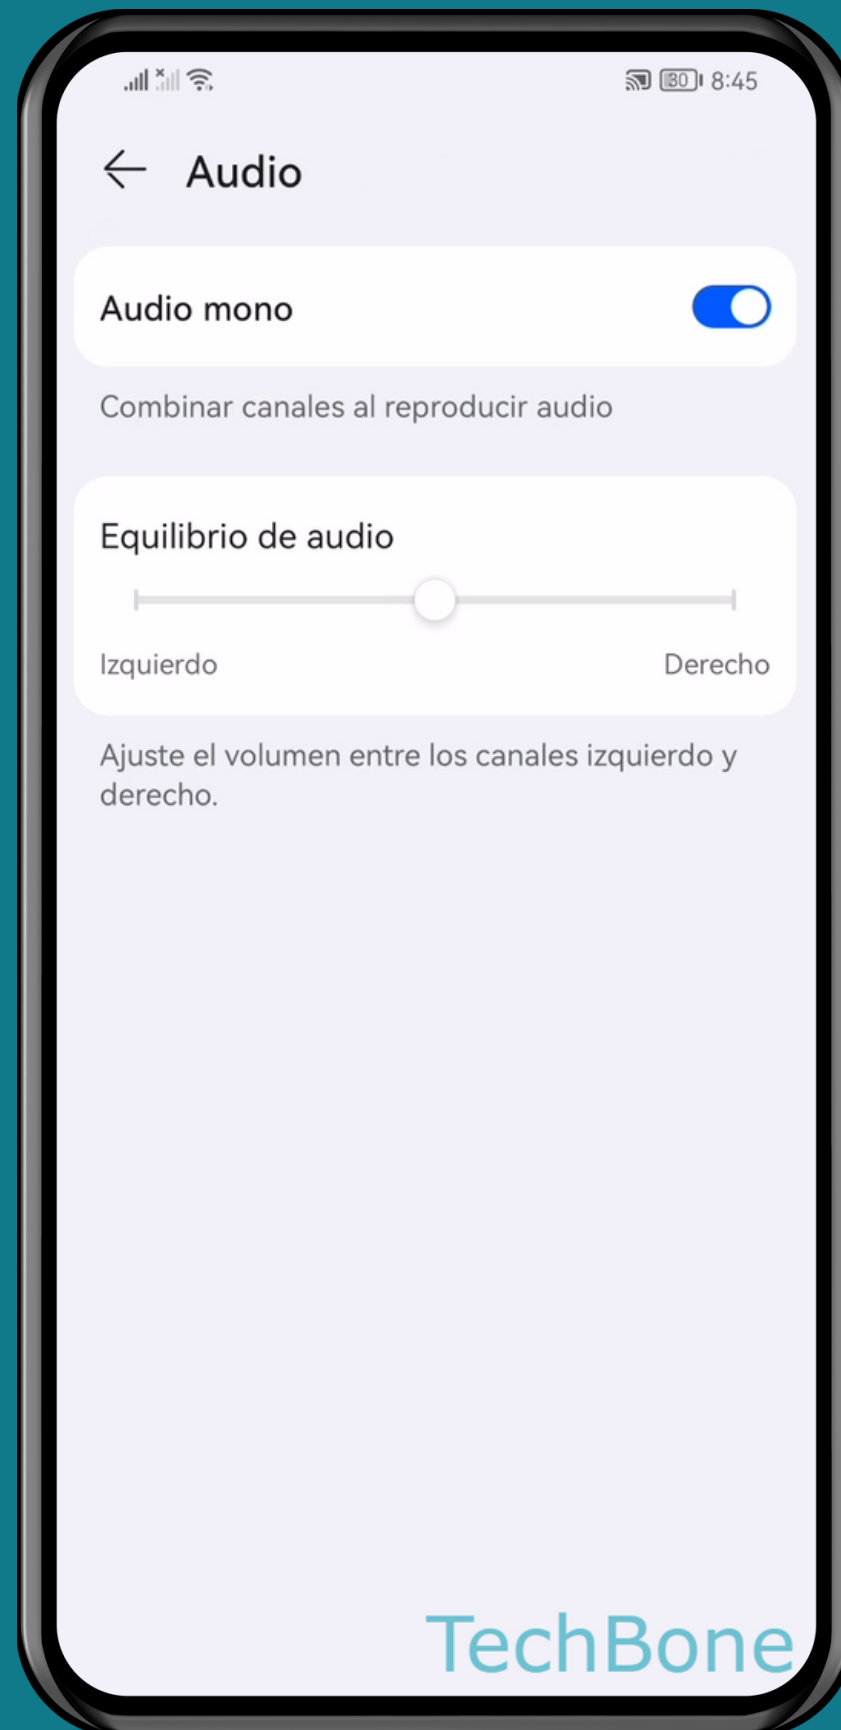 80 8:45
Audio
Audio mono
Combinar canales al reproducir audio
Equilibrio de audio
Izquierdo Derecho
Ajuste el volumen entre los canales izquierdo y
derecho.
TechBone